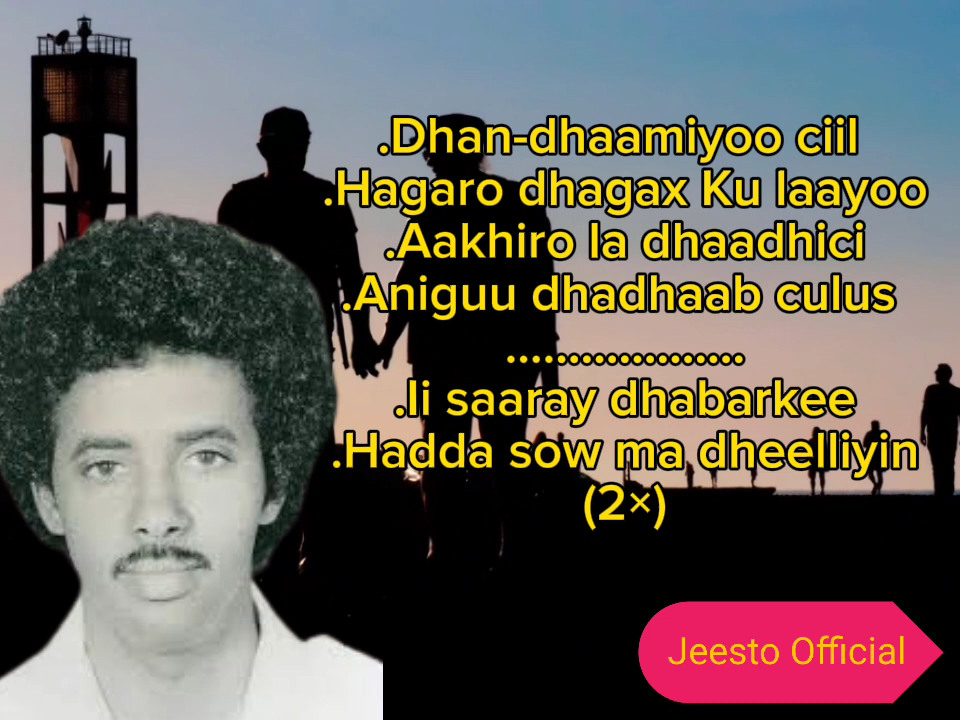 .Dhan-dhaamiyoo ciil
.Hagaro dhagax Ku laayoo
.Aakhiro la dhaadhici
.Aniguu dhadhaab culus
...................
.Ii saaray dhabarkee
.Hadda sow ma dheelliyin
(2×)
Jeesto Official